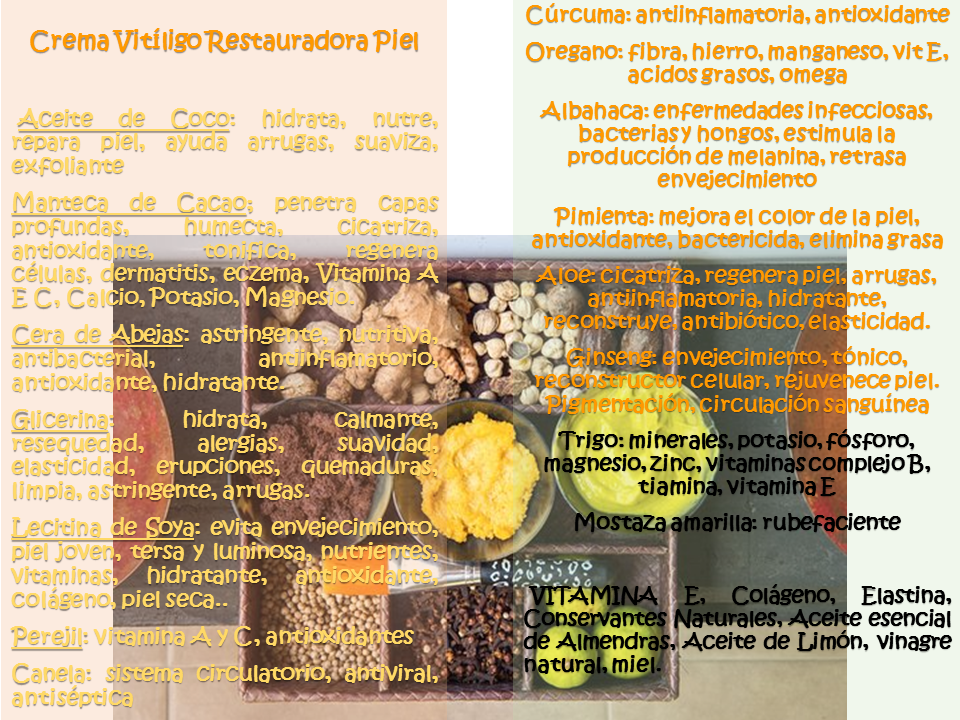 Crema Vitíligo Restauradora Piel
Aceite de Coco: hidrata, nutre,
repara piel, ayuda arrugas, suaviza,
exfoliante
Manteca de Cacao; penetra capas
profundas, humecta, cicatriza,
antioxidante, tonifica, regenera
células, dermatitis, eczema, Vitamina A
E C, Calcio, Potasio, Magnesio.
Cera de Abejas: astringente, nutritiva,
antibacterial, antiinflamatorio,
antioxidante, hidratante.
Glicerina: hidrata, calmante,
resequedad, alergias, suavidad,
elasticidad, erupciones, quemaduras,
limpia, astringente, arrugas.
Lecitina de Soya: evita envejecimiento,
piel joven, tersa y luminosa, nutrientes,
vitaminas, hidratante, antioxidante,
colágeno, piel seca..
Perejil: vitamina A y C, antioxidantes
Canela: sistema circulatorio, antiviral,
antiséptica
Cúrcuma: antiinflamatoria, antioxidante
Oregano: fibra, hierro, manganeso, vit E,
acidos grasos, omega
Albahaca: enfermedades infecciosas,
bacterias y hongos, estimula la
producción de melanina, retrasa
envejecimiento
Pimienta: mejora el color de la piel,
antioxidante, bactericida, elimina grasa
Aloe: cicatriza, regenera piel, arrugas,
antiinflamatoria, hidratante,
reconstruye, antibiótico, elasticidad.
Ginseng: envejecimiento, tónico,
reconstructor celular, rejuvenece piel.
Pigmentación, circulación sanguínea
Trigo: minerales, potasio, fósforo,
magnesio, zinc, vitaminas complejo B,
tiamina, vitamina E
Mostaza amarilla: rubefaciente
VITAMINA E, Colágeno, Elastina,
Conservantes Naturales, Aceite esencial
de Almendras, Aceite de Limón, vinagre
natural, miel.